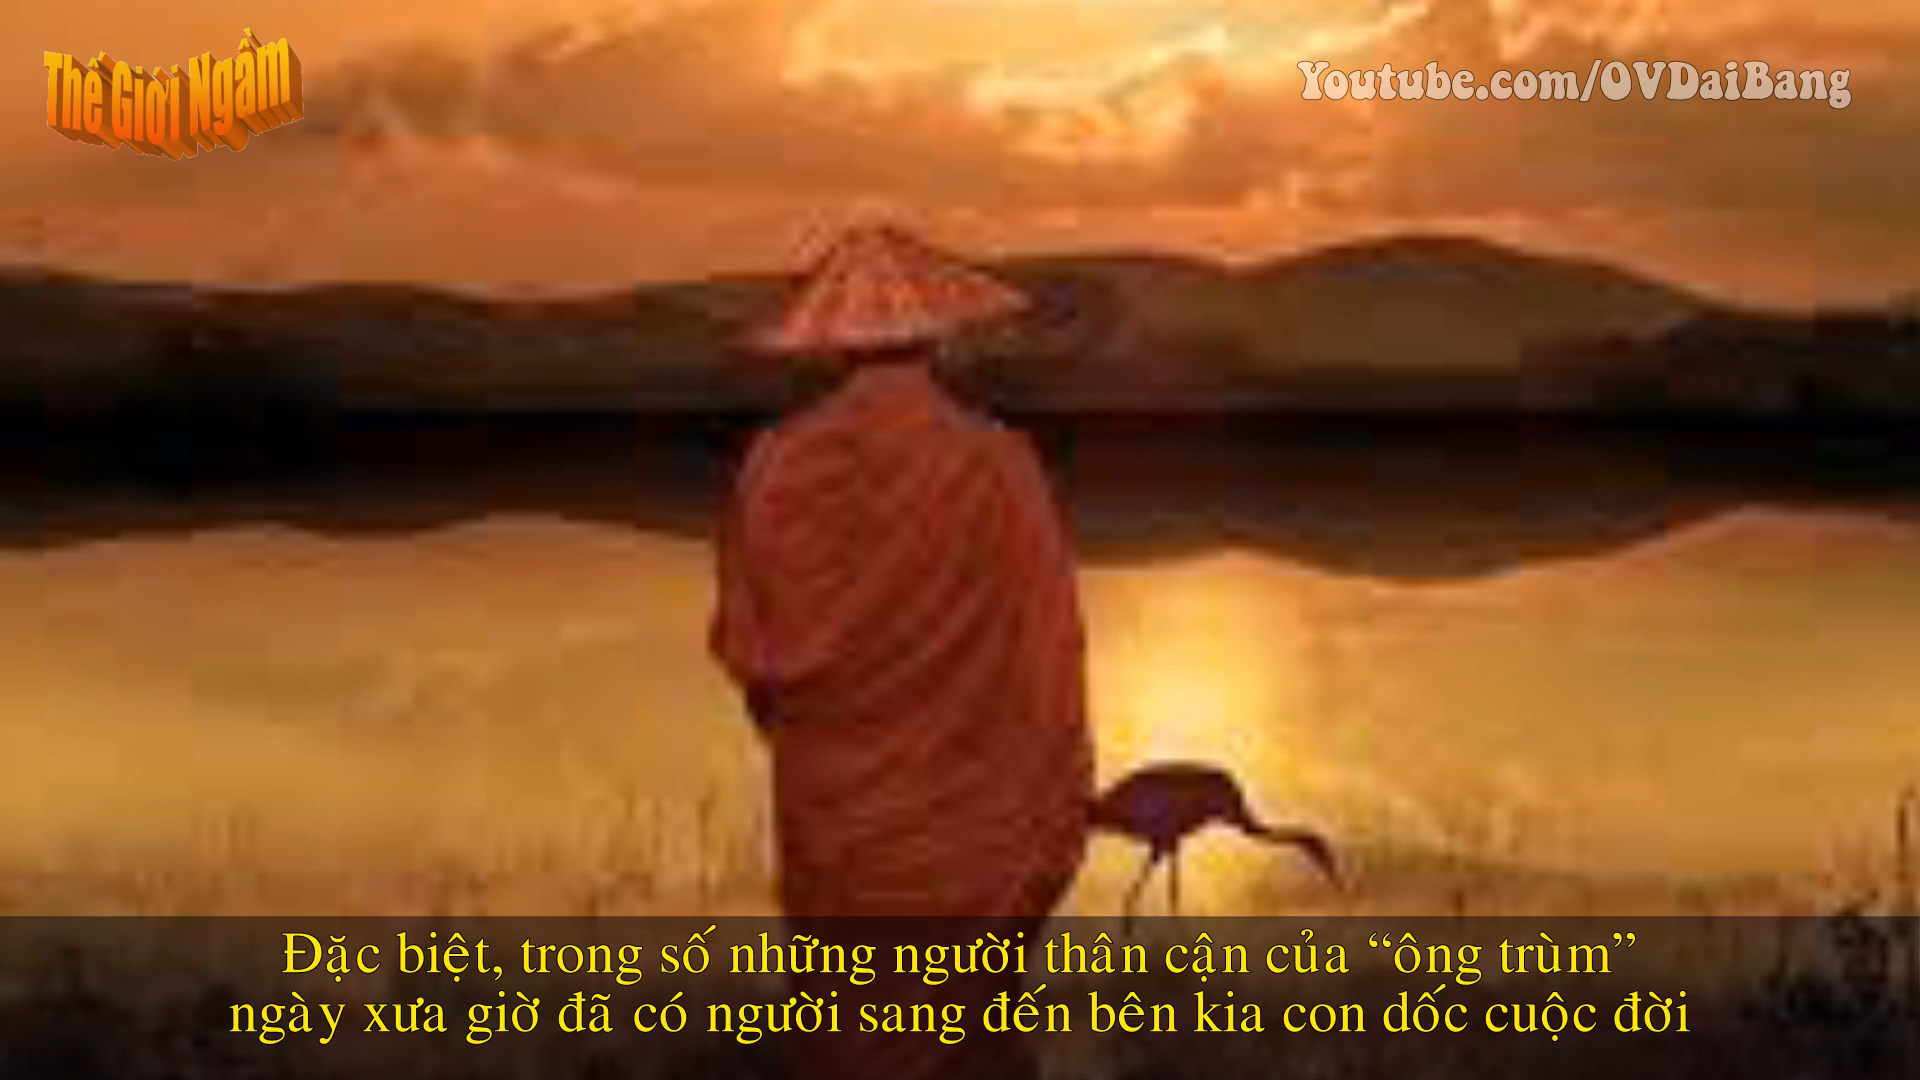 Thế Giới Ngầm
Youtube.com/OVDaiBang
Đặc biệt, trong số những người thân cận của “ông trùm”
ngày xưa giờ đã có người sang đến bên kia con dốc cuộc đời